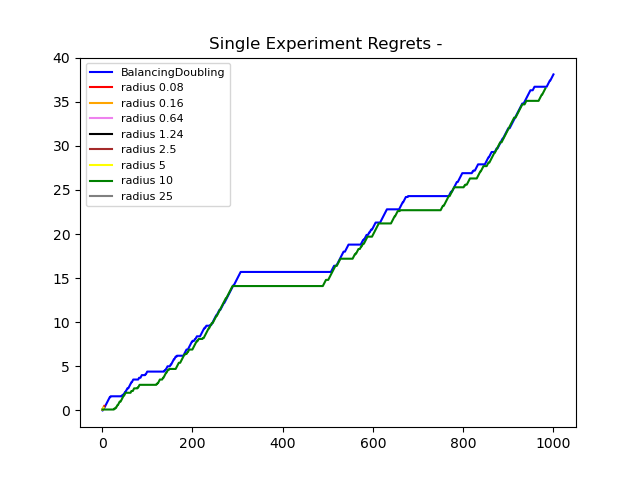 Single Experiment Regrets -
40
35
30
25
20
15
10
5
0
BalancingDoubling
radius 0.08
radius 0.16
radius 0.64
radius 1.24
radius 2.5
radius 5
radius 10
radius 25
0 200 400 600 800 1000